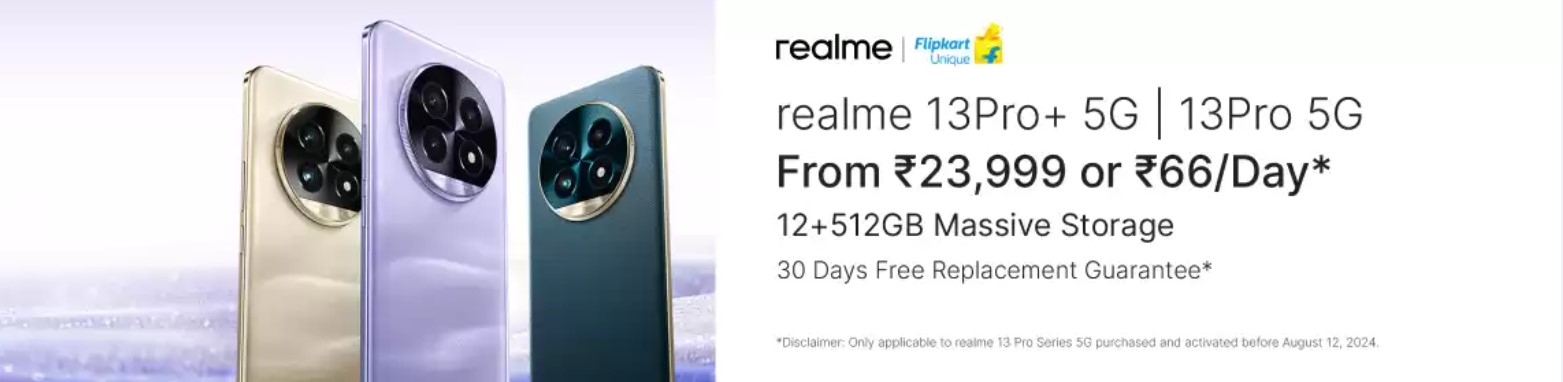 realme | Flipkart Unique
realme 13Pro+ 5G | 13Pro 5G
From ₹23,999 or ₹66/Day*
12+512GB Massive Storage
30 Days Free Replacement Guarantee*
*Disclaimer: Only applicable to realme 13 Pro Series 5G purchased and activated before August 12, 2024.